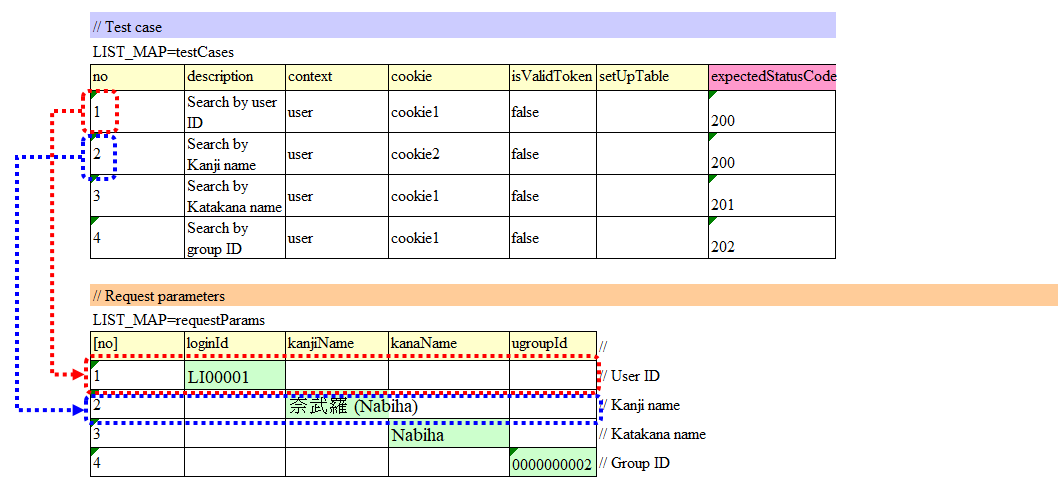 // Test case
LIST_MAP=testCases
no description context cookie isValidToken setUpTable expectedStatusCode
1 Search by user ID user cookie1 false 200
2 Search by Kanji name user cookie2 false 200
3 Search by Katakana name user cookie1 false 201
4 Search by group ID user cookie1 false 202
// Request parameters
LIST_MAP=requestParams
[no] loginId kanjiName kanaName ugroupId //
1 LI00001 // User ID
2 奈武羅 (Nabiha) // Kanji name
3 Nabiha // Katakana name
4 0000000002 // Group ID